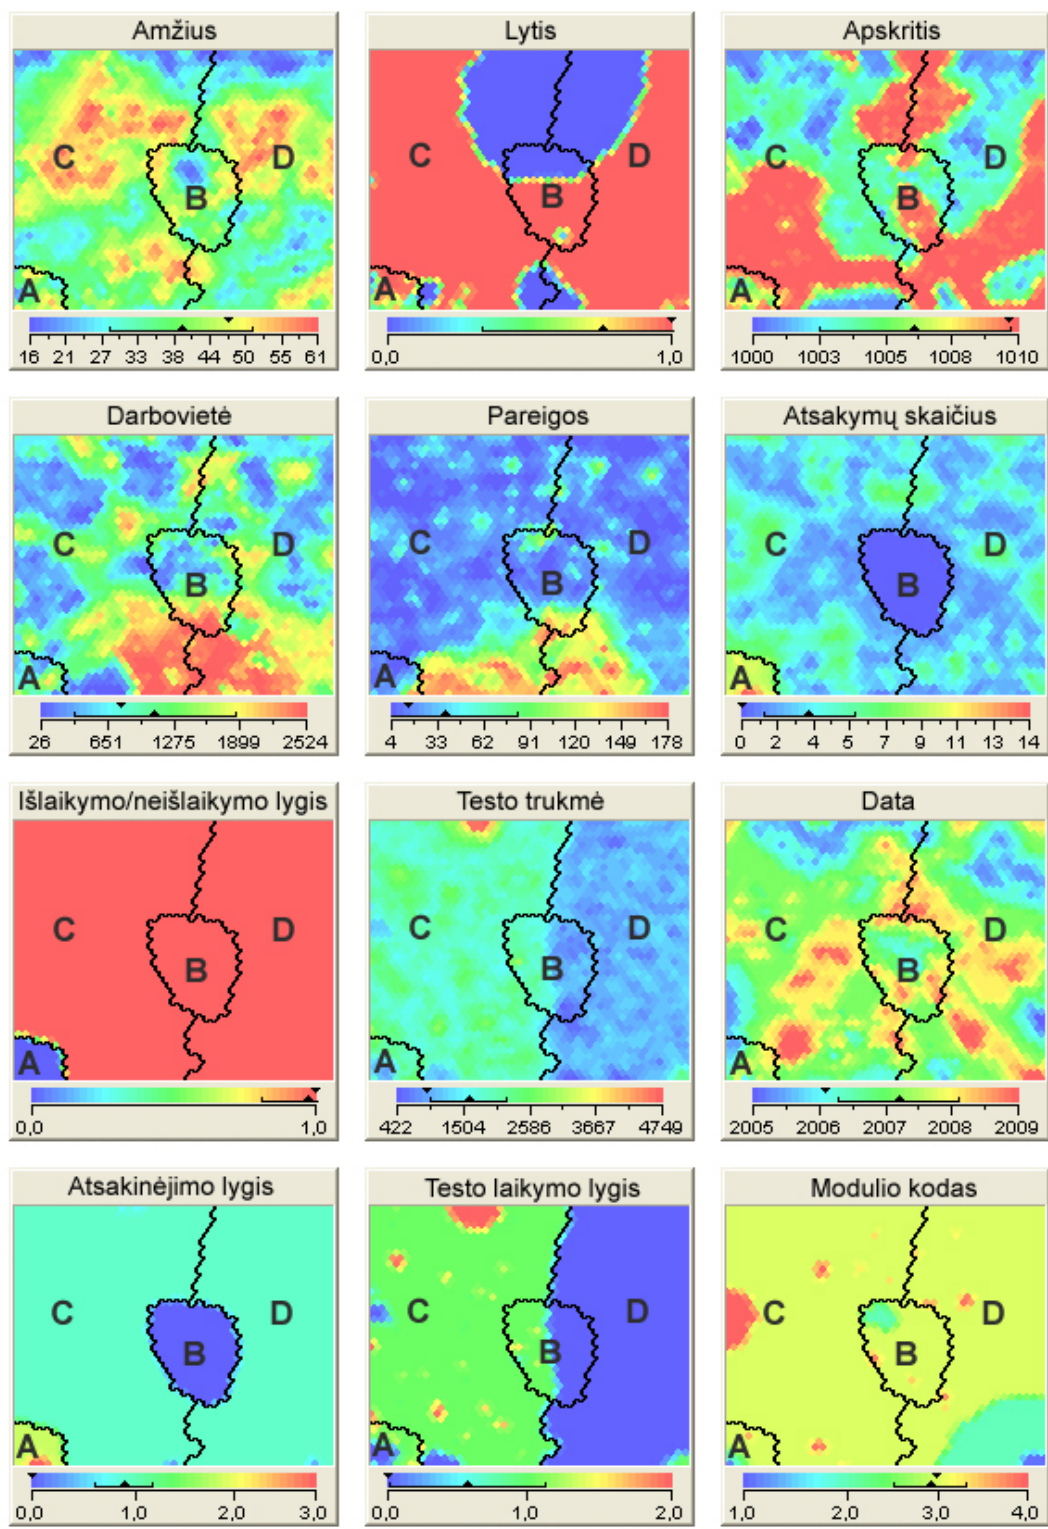 Amžius
C
D
B
A
16 21 27 33 38 44 50 55 61
Lytis
C
D
B
A
0,0 1,0
Apskritis
C
D
B
A
1000 1003 1005 1008 1010
Darbovietė
C
D
B
A
26 651 1275 1899 2524
Pareigos
C
D
B
A
4 33 62 91 120 149 178
Atsakymų skaičius
C
D
B
A
0 2 4 5 7 9 11 13 14
Išlaikymo/neišlaikymo lygis
C
D
B
A
0,0 1,0
Testo trukmė
C
D
B
A
422 1504 2586 3667 4749
Data
C
D
B
A
2005 2006 2007 2008 2009
Atsakinėjimo lygis
C
D
B
A
0,0 1,0 2,0 3,0
Testo laikymo lygis
C
D
B
A
0,0 1,0 2,0
Modulio kodas
C
D
B
A
1,0 2,0 3,0 4,0